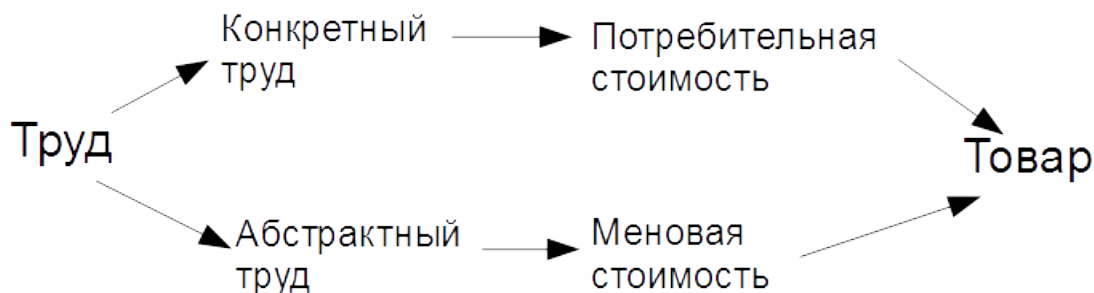 Конкретный
труд
Потребительная
стоимость
Труд
Товар
Абстрактный
труд
Меновая
стоимость